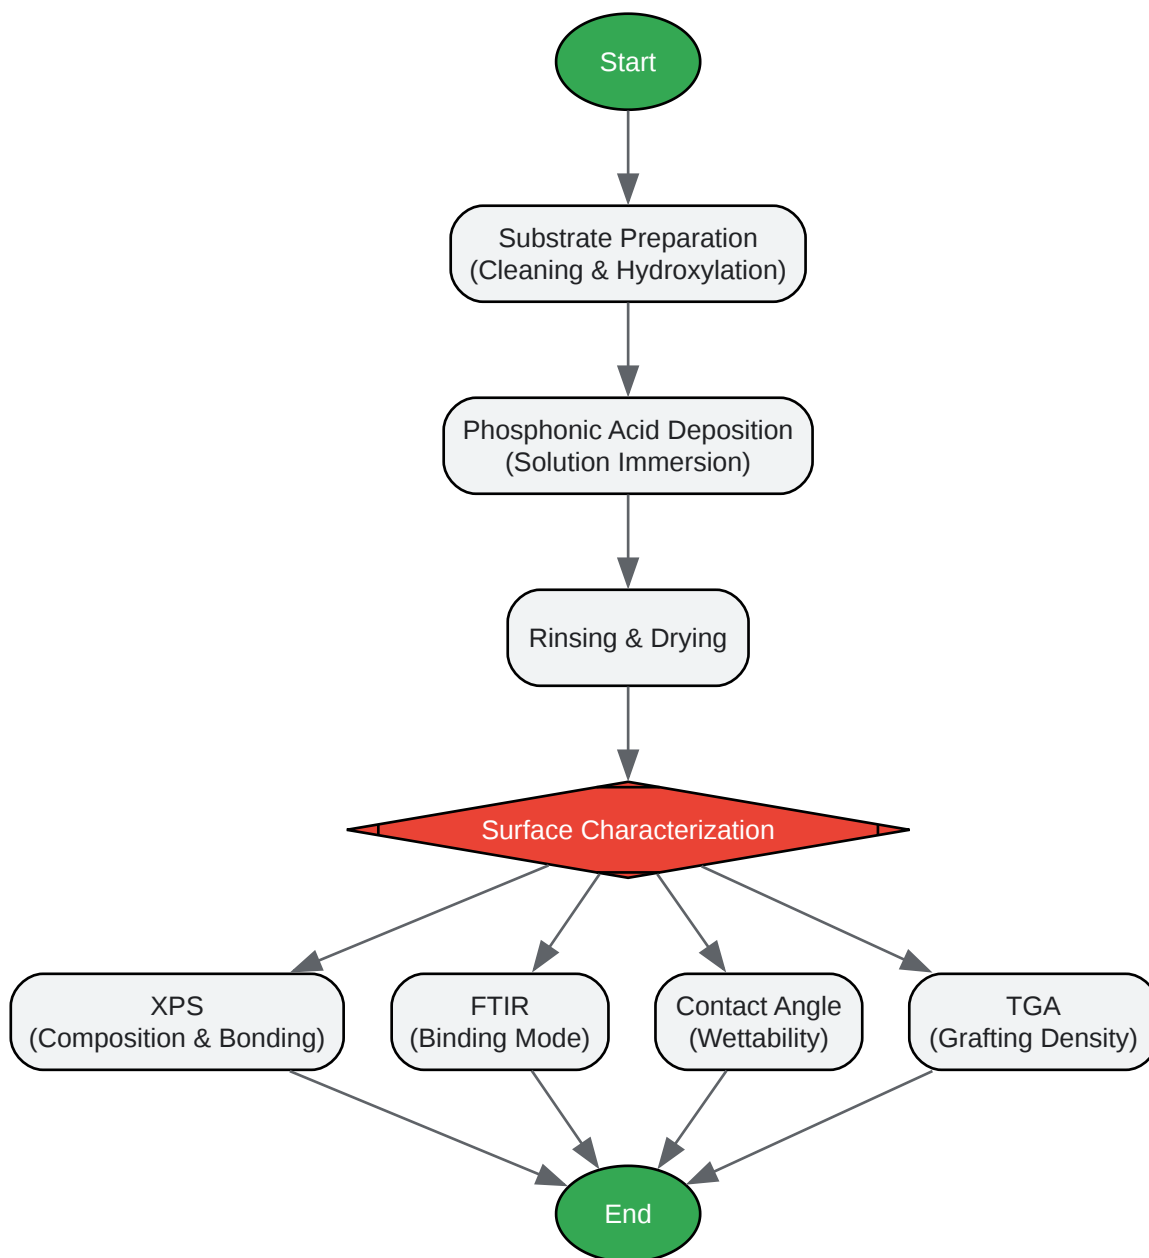 Start
Substrate Preparation
(Cleaning & Hydroxylation)
Phosphonic Acid Deposition
(Solution Immersion)
Rinsing & Drying
Surface Characterization
XPS
(Composition & Bonding)
FTIR
(Binding Mode)
Contact Angle
(Wettability)
TGA
(Grafting Density)
End